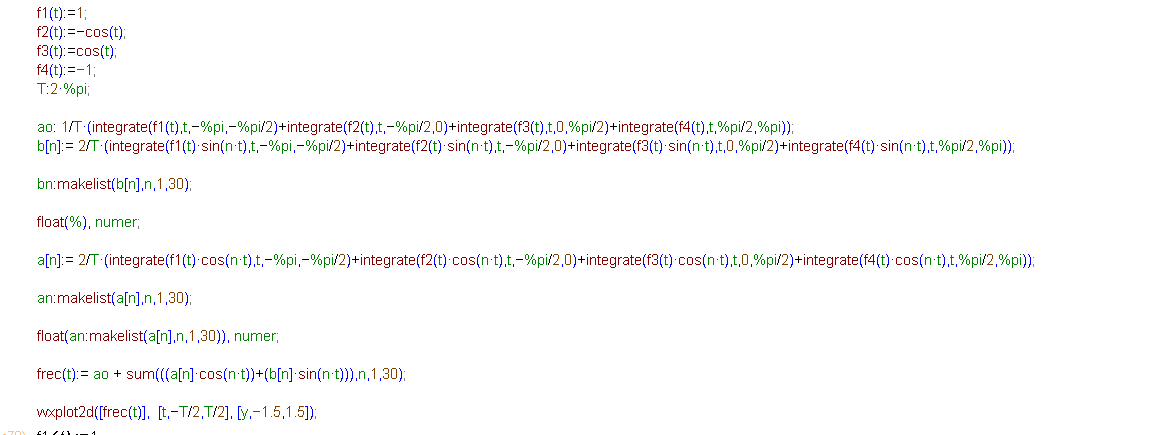 f1(t):=1;
f2(t):=−cos(t);
f3(t):=cos(t);
f4(t):=−1;
T:2·%pi;
ao: 1/T·(integrate(f1(t),t,−%pi,−%pi/2)+integrate(f2(t),t,−%pi/2,0)+integrate(f3(t),t,0,%pi/2)+integrate(f4(t),t,%pi/2,%pi));
b[n]:= 2/T·(integrate(f1(t)·sin(n·t),t,−%pi,−%pi/2)+integrate(f2(t)·sin(n·t),t,−%pi/2,0)+integrate(f3(t)·sin(n·t),t,0,%pi/2)+integrate(f4(t)·sin(n·t),t,%pi/2,%pi));
bn:makelist(b[n],n,1,30);
float(%), numer;
a[n]:= 2/T·(integrate(f1(t)·cos(n·t),t,−%pi,−%pi/2)+integrate(f2(t)·cos(n·t),t,−%pi/2,0)+integrate(f3(t)·cos(n·t),t,0,%pi/2)+integrate(f4(t)·cos(n·t),t,%pi/2,%pi));
an:makelist(a[n],n,1,30);
float(an:makelist(a[n],n,1,30)), numer;
frec(t):= ao + sum(((a[n]·cos(n·t))+(b[n]·sin(n·t))),n,1,30);
wxplot2d([frec(t)], [t,−T/2,T/2], [y,−1.5,1.5]);